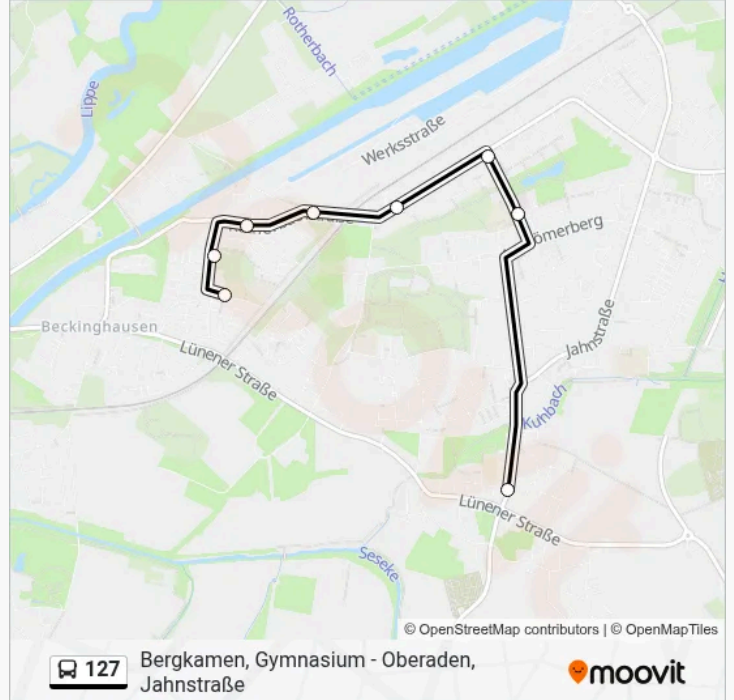 Rotherbach
Lippe
Werksstraße
ömerberg
Beckinghausen
Lünener Straße
Jahnstraße
Kuhbach
Lünener Straße
Seseke
© OpenStreetMap contributors | © OpenMapTiles
127
Bergkamen, Gymnasium - Oberaden,
Jahnstraße
moovit